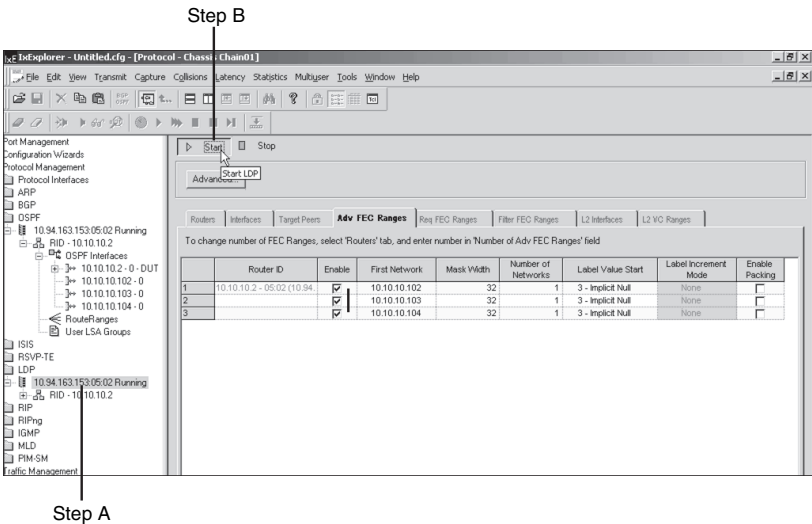 Step B
IxExplorer - Untitled.cfg - [Protocol - Chassis Chain01]
File Edit View Transmit Capture Collisions Latency Statistics Multiuser Tools Window Help
BGP
OSPF
Port Management
Configuration Wizards
Protocol Management
Protocol Interfaces
ARP
BGP
OSPF
10.94.163.153:05:02 Running
RID - 10.10.10.2
OSPF Interfaces
10.10.10.2 - 0 - DUT
10.10.10.102 - 0
10.10.10.103 - 0
10.10.10.104 - 0
RouteRanges
User LSA Groups
ISIS
RSVP-TE
LDP
10.94.163.153:05:02 Running
RID - 10.10.10.2
RIP
RIPng
IGMP
MLD
PIM-SM
Traffic Management
Start Stop
Start LDP
Advanced...
Routers Interfaces Target Peers Adv FEC Ranges Req FEC Ranges Filter FEC Ranges L2 Interfaces L2 VC Ranges
To change number of FEC Ranges, select 'Routers' tab, and enter number in 'Number of Adv FEC Ranges' field
Router ID Enable First Network Mask Width Number of Networks Label Value Start Label Increment Mode Enable Packing
1 10.10.10.2 - 05:02 (10.94. 10.10.10.102 32 1 3 - Implicit Null None
2 10.10.10.103 32 1 3 - Implicit Null None
3 10.10.10.104 32 1 3 - Implicit Null None
Step A